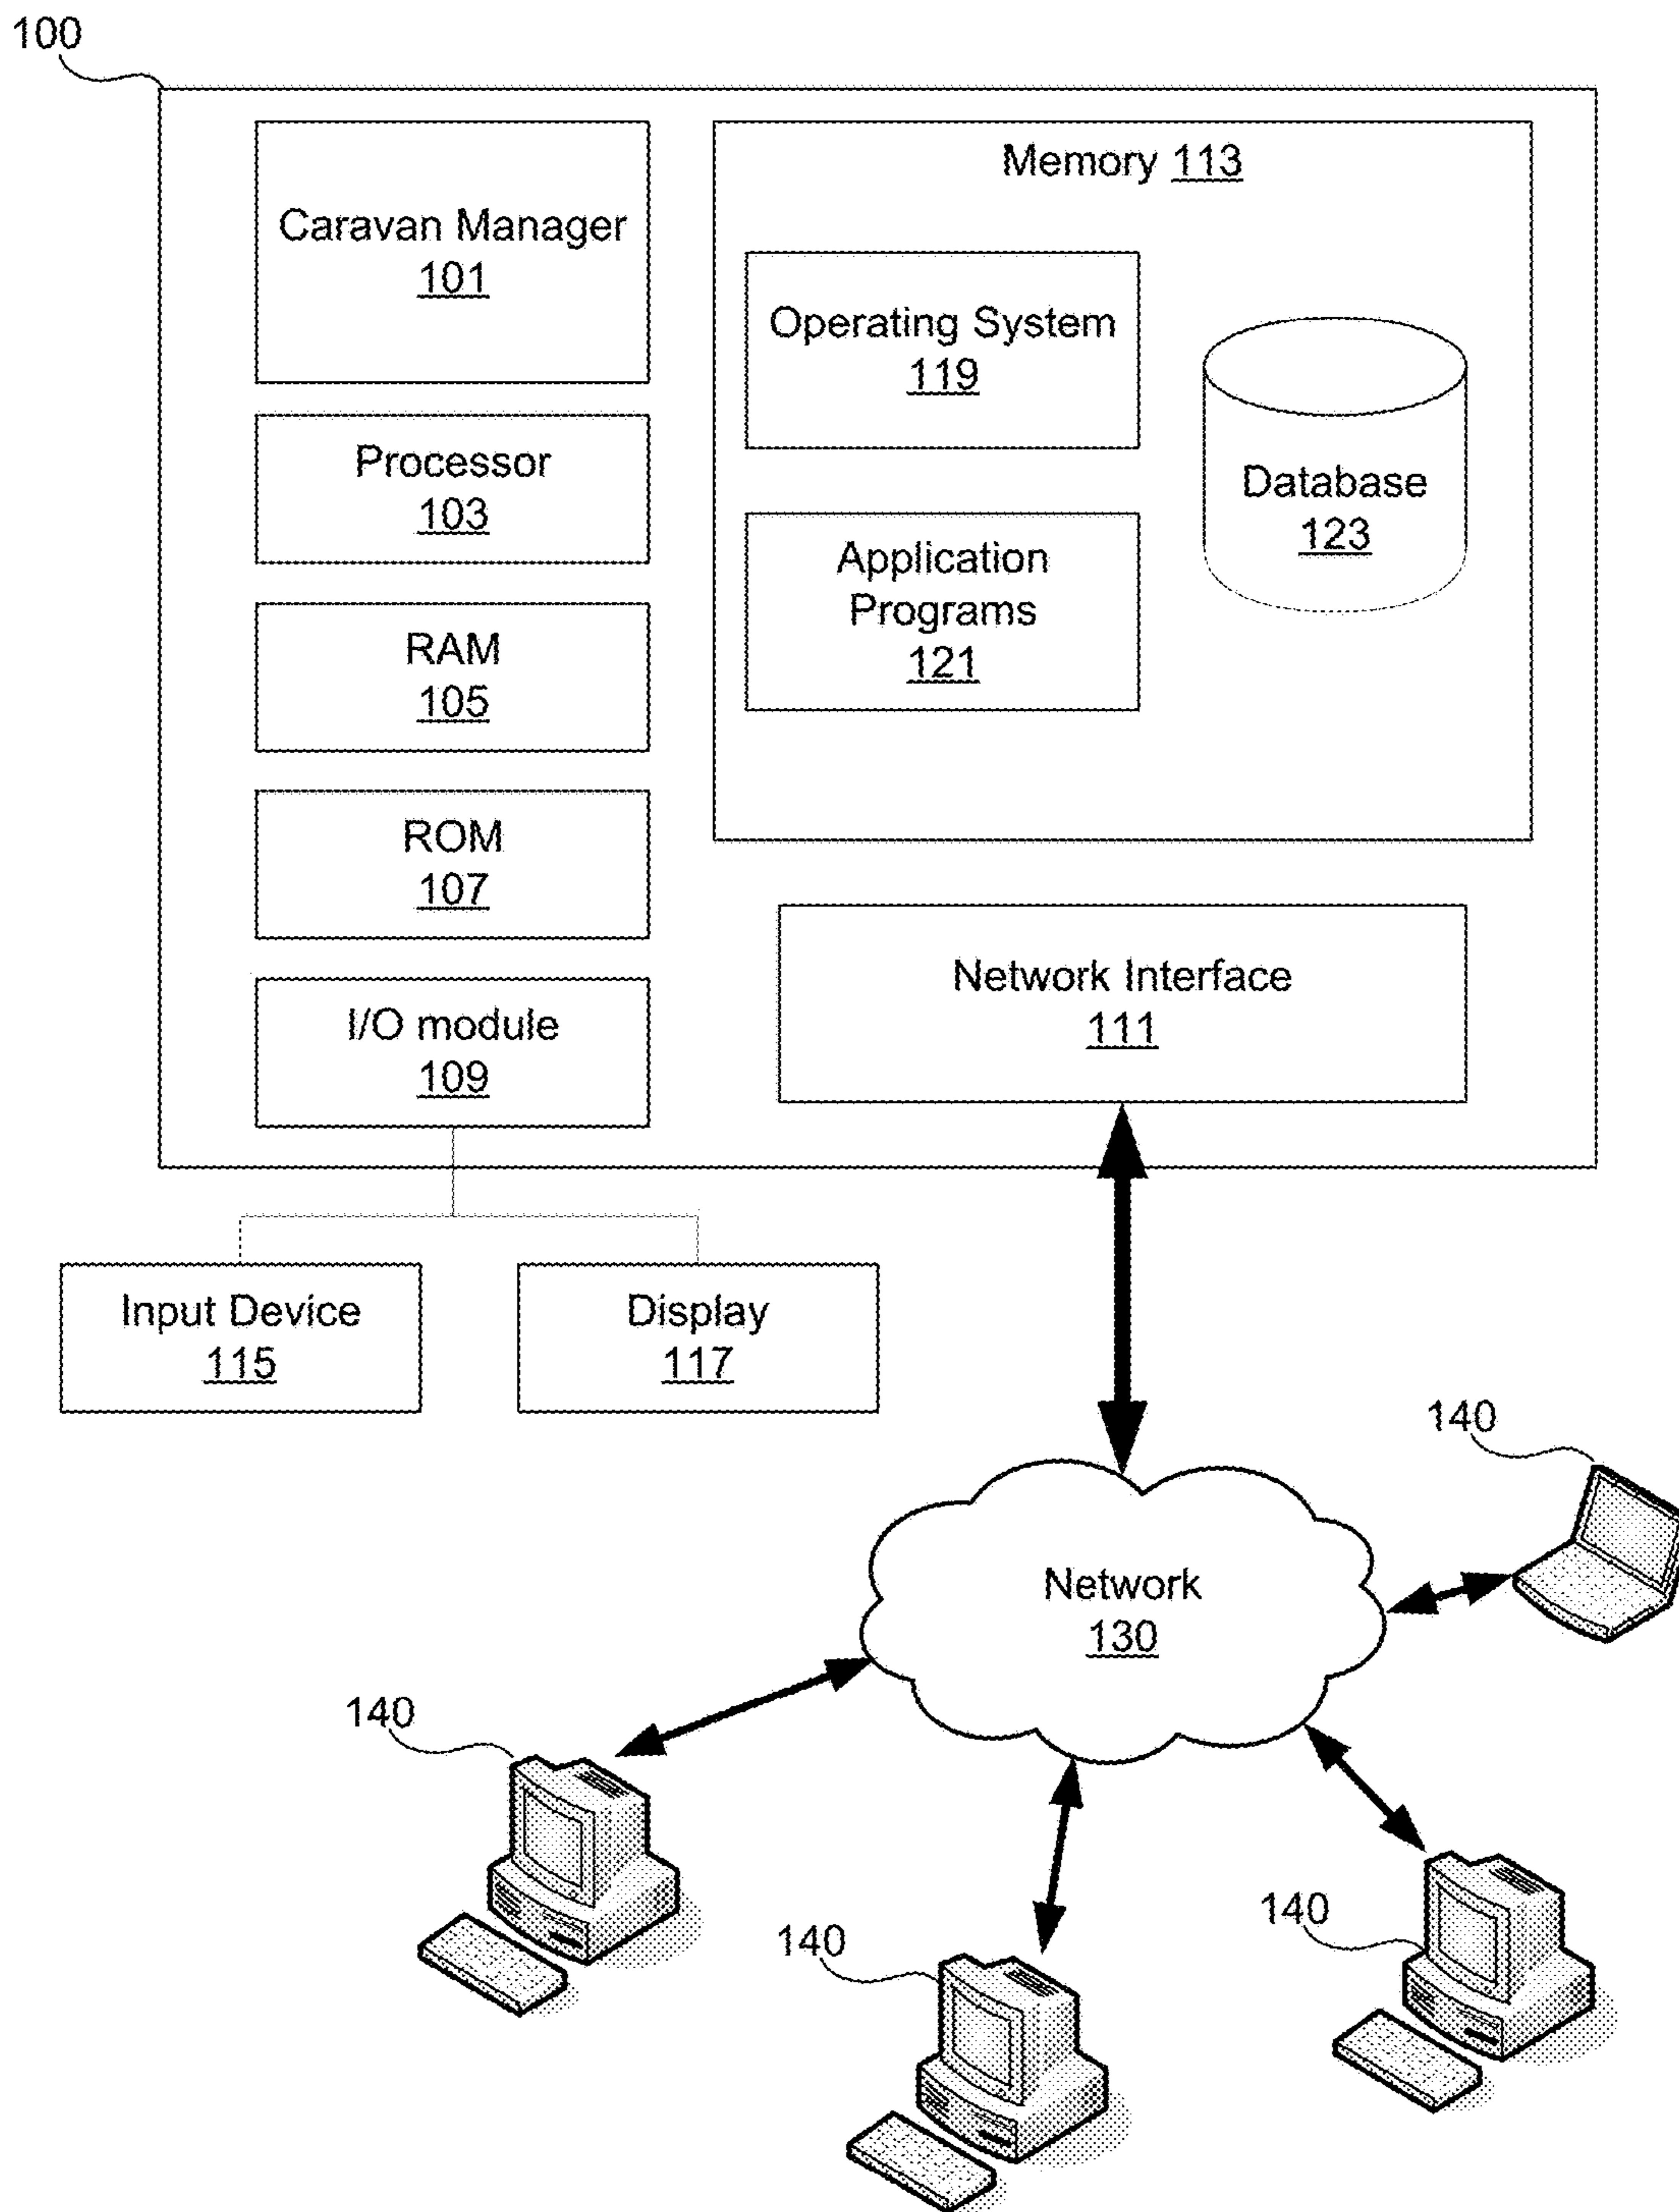 100
Caravan Manager
101
Processor
103
RAM
105
ROM
107
I/O module
109
Memory 113
Operating System
119
Application
Programs
121
Database
123
Network Interface
111
Input Device
115
Display
117
Network
130
140
140
140
140